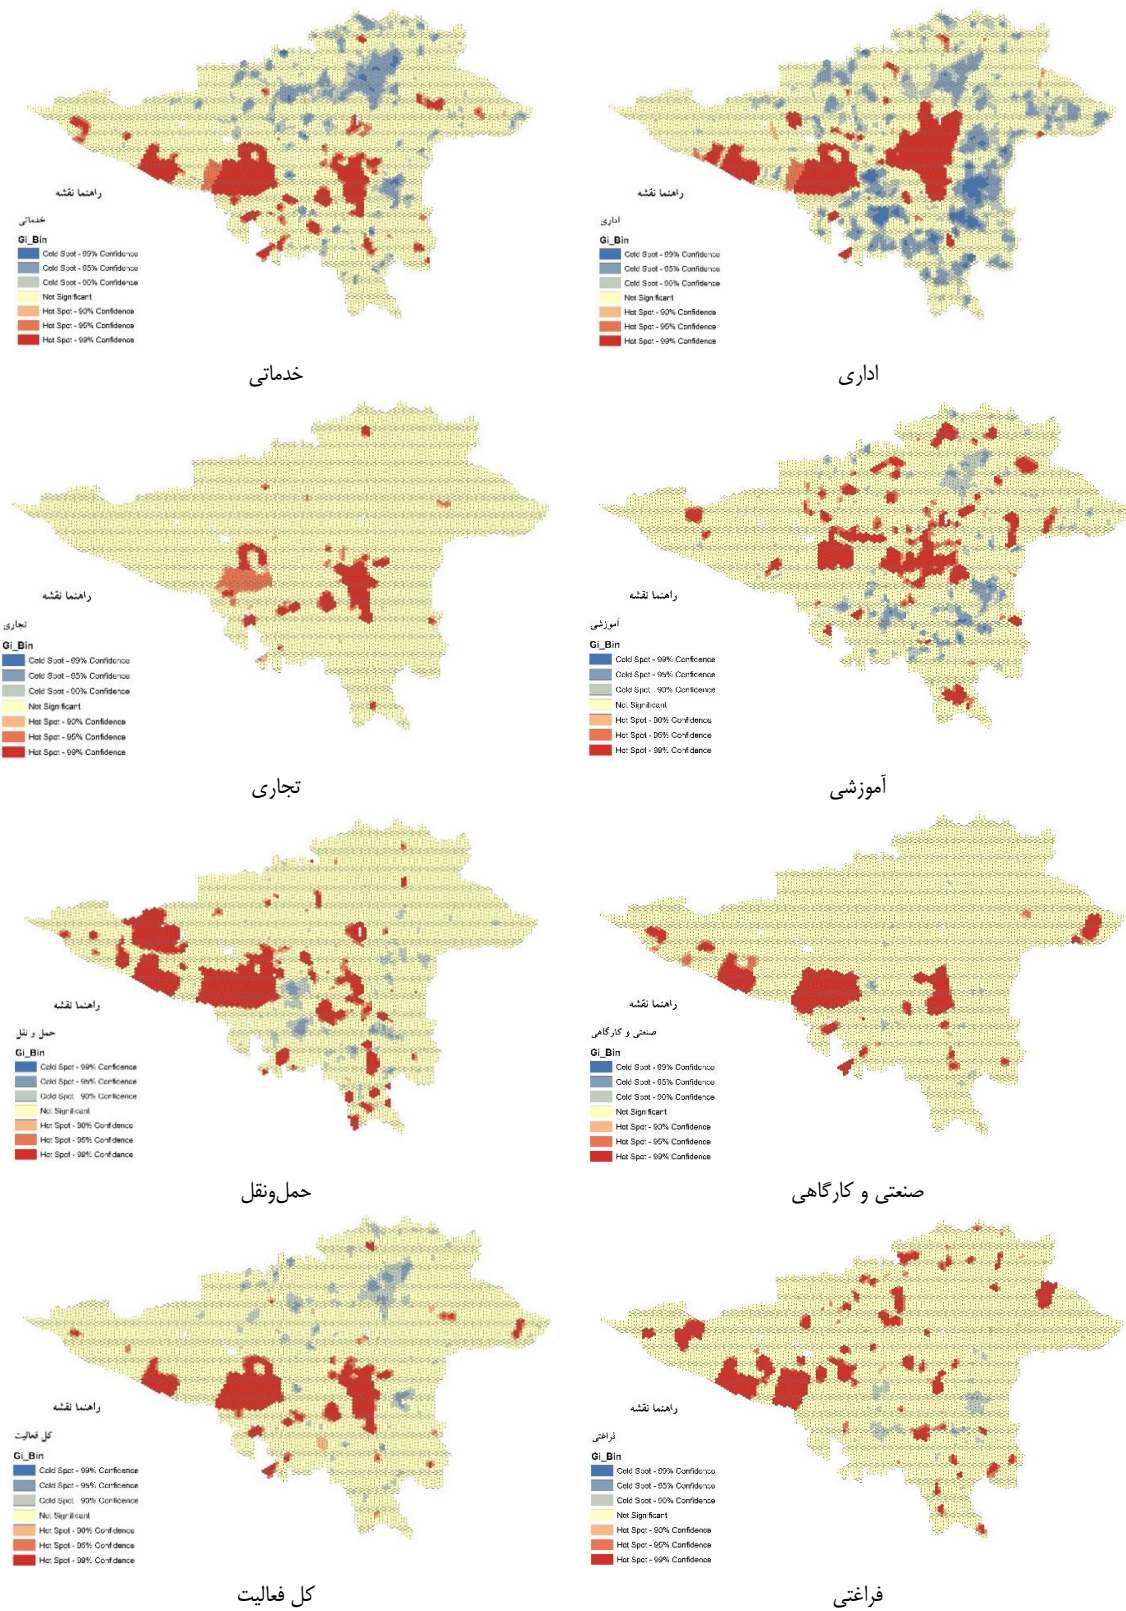 راهنما نقشه
اداری
Gi_Bin
Cold Spot - 99% Confidence
Cold Spot - 95% Confidence
Cold Spot - 90% Confidence
Not Significant
Hot Spot - 90% Confidence
Hot Spot - 95% Confidence
Hot Spot - 99% Confidence
اداری
راهنما نقشه
خدماتی
Gi_Bin
Cold Spot - 99% Confidence
Cold Spot - 95% Confidence
Cold Spot - 90% Confidence
Not Significant
Hot Spot - 90% Confidence
Hot Spot - 95% Confidence
Hot Spot - 99% Confidence
خدماتی
راهنما نقشه
آموزشی
Gi_Bin
Cold Spot - 99% Confidence
Cold Spot - 95% Confidence
Cold Spot - 90% Confidence
Not Significant
Hot Spot - 90% Confidence
Hot Spot - 95% Confidence
Hot Spot - 99% Confidence
آموزشی
راهنما نقشه
تجاری
Gi_Bin
Cold Spot - 99% Confidence
Cold Spot - 95% Confidence
Cold Spot - 90% Confidence
Not Significant
Hot Spot - 90% Confidence
Hot Spot - 95% Confidence
Hot Spot - 99% Confidence
تجاری
راهنما نقشه
صنعتی و کارگاهی
Gi_Bin
Cold Spot - 99% Confidence
Cold Spot - 95% Confidence
Cold Spot - 90% Confidence
Not Significant
Hot Spot - 90% Confidence
Hot Spot - 95% Confidence
Hot Spot - 99% Confidence
صنعتی و کارگاهی
راهنما نقشه
حمل و نقل
Gi_Bin
Cold Spot - 99% Confidence
Cold Spot - 95% Confidence
Cold Spot - 90% Confidence
Not Significant
Hot Spot - 90% Confidence
Hot Spot - 95% Confidence
Hot Spot - 99% Confidence
حمل‌ونقل
راهنما نقشه
فراغتی
Gi_Bin
Cold Spot - 99% Confidence
Cold Spot - 95% Confidence
Cold Spot - 90% Confidence
Not Significant
Hot Spot - 90% Confidence
Hot Spot - 95% Confidence
Hot Spot - 99% Confidence
فراغتی
راهنما نقشه
کل فعالیت
Gi_Bin
Cold Spot - 99% Confidence
Cold Spot - 95% Confidence
Cold Spot - 90% Confidence
Not Significant
Hot Spot - 90% Confidence
Hot Spot - 95% Confidence
Hot Spot - 99% Confidence
کل فعالیت